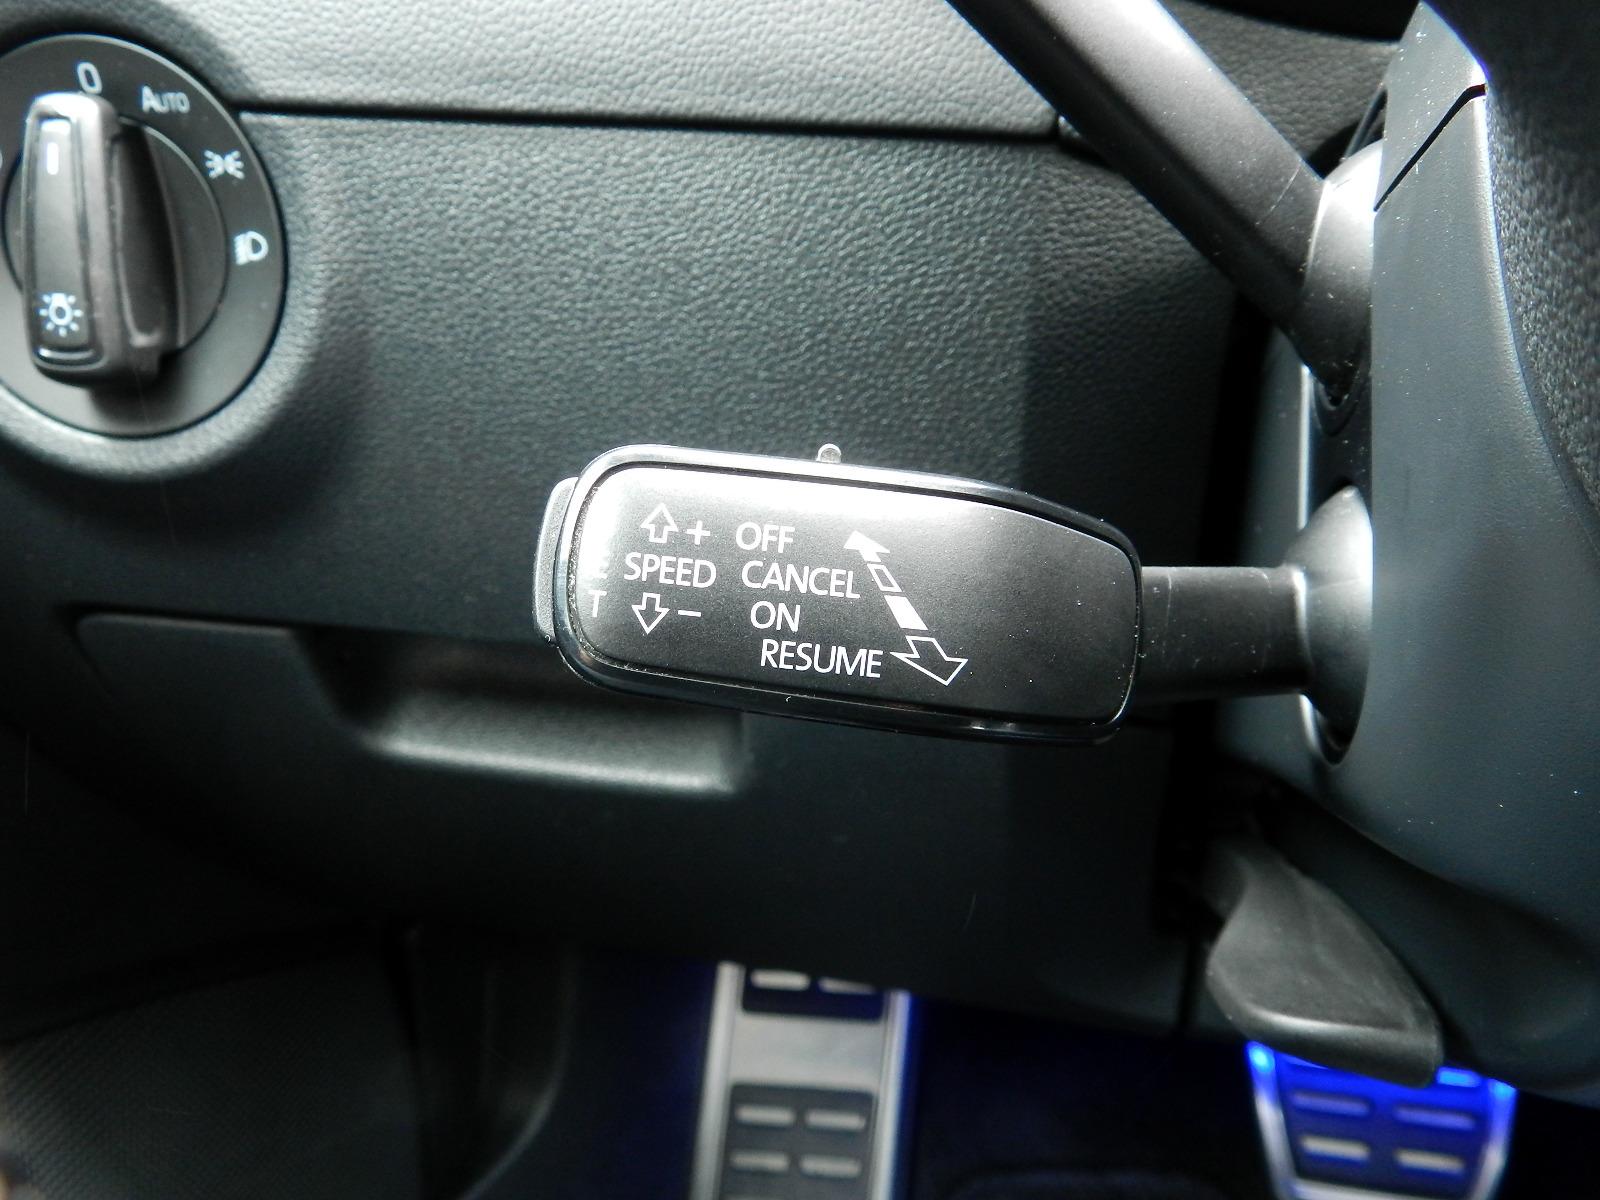 0
AUTO
+ OFF
SPEED CANCEL
T − ON
RESUME